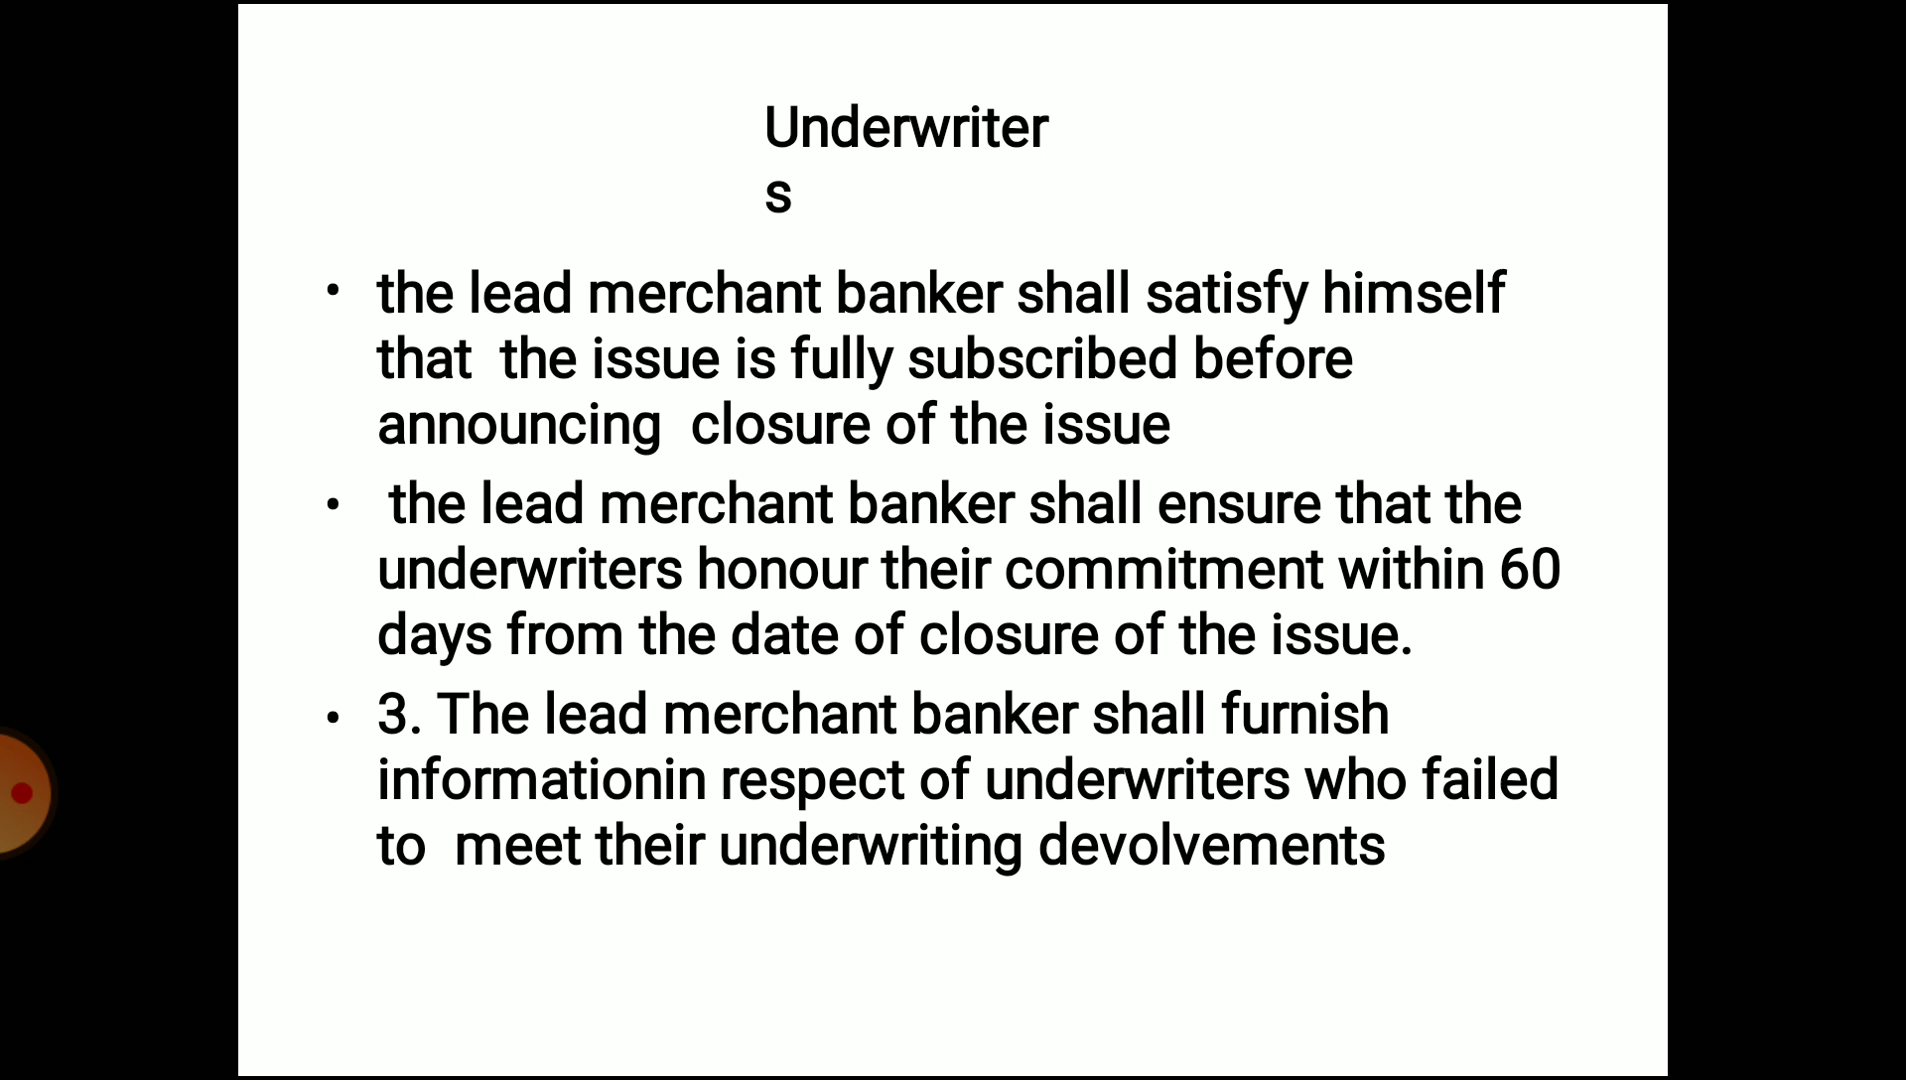 Underwriter
s
• the lead merchant banker shall satisfy himself
that  the issue is fully subscribed before
announcing  closure of the issue
•  the lead merchant banker shall ensure that the
underwriters honour their commitment within 60
days from the date of closure of the issue.
• 3. The lead merchant banker shall furnish
informationin respect of underwriters who failed
to  meet their underwriting devolvements